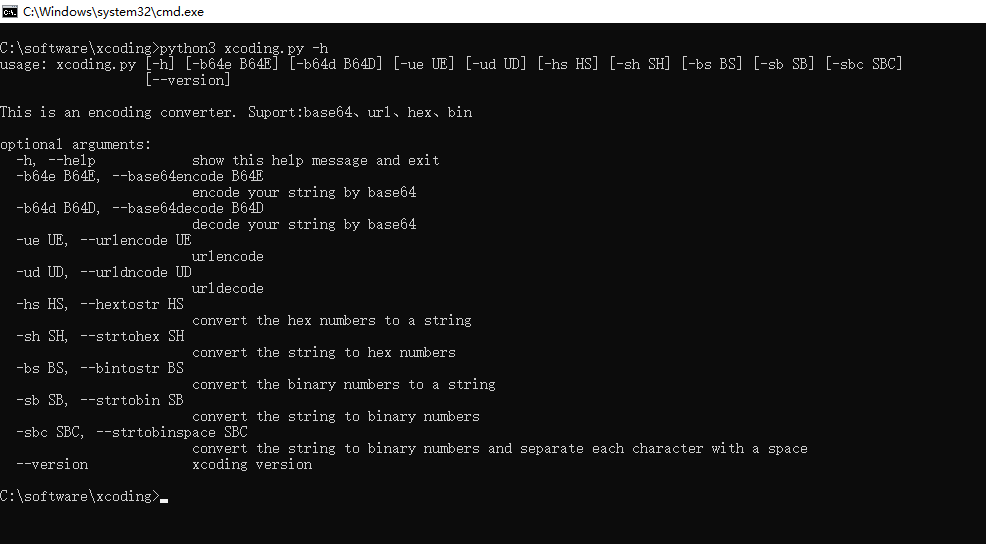 C:\Windows\system32\cmd.exe
C:\software\xcoding>python3 xcoding.py -h
usage: xcoding.py [-h] [-b64e B64E] [-b64d B64D] [-ue UE] [-ud UD] [-hs HS] [-sh SH] [-bs BS] [-sb SB] [-sbc SBC]
[--version]
This is an encoding converter. Suport:base64、url、hex、bin
optional arguments:
-h, --help show this help message and exit
-b64e B64E, --base64encode B64E
encode your string by base64
-b64d B64D, --base64decode B64D
decode your string by base64
-ue UE, --urlencode UE
urlencode
-ud UD, --urldncode UD
urldecode
-hs HS, --hextostr HS
convert the hex numbers to a string
-sh SH, --strtohex SH
convert the string to hex numbers
-bs BS, --bintostr BS
convert the binary numbers to a string
-sb SB, --strtobin SB
convert the string to binary numbers
-sbc SBC, --strtobinspace SBC
convert the string to binary numbers and separate each character with a space
--version xcoding version
C:\software\xcoding>